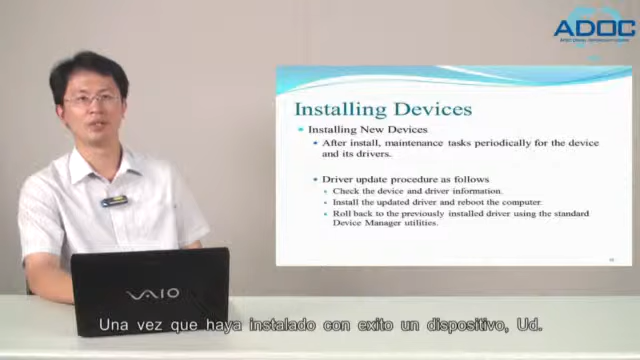 ADOC
Installing Devices
Installing New Devices
After install, maintenance tasks periodically for the device
and its drivers.
Driver update procedure as follows
Check the device and driver information.
Install the updated driver and reboot the computer.
Roll back to the previously installed driver using the standard
Device Manager utilities.
VAIO
Una vez que haya instalado con exito un dispositivo, Ud.